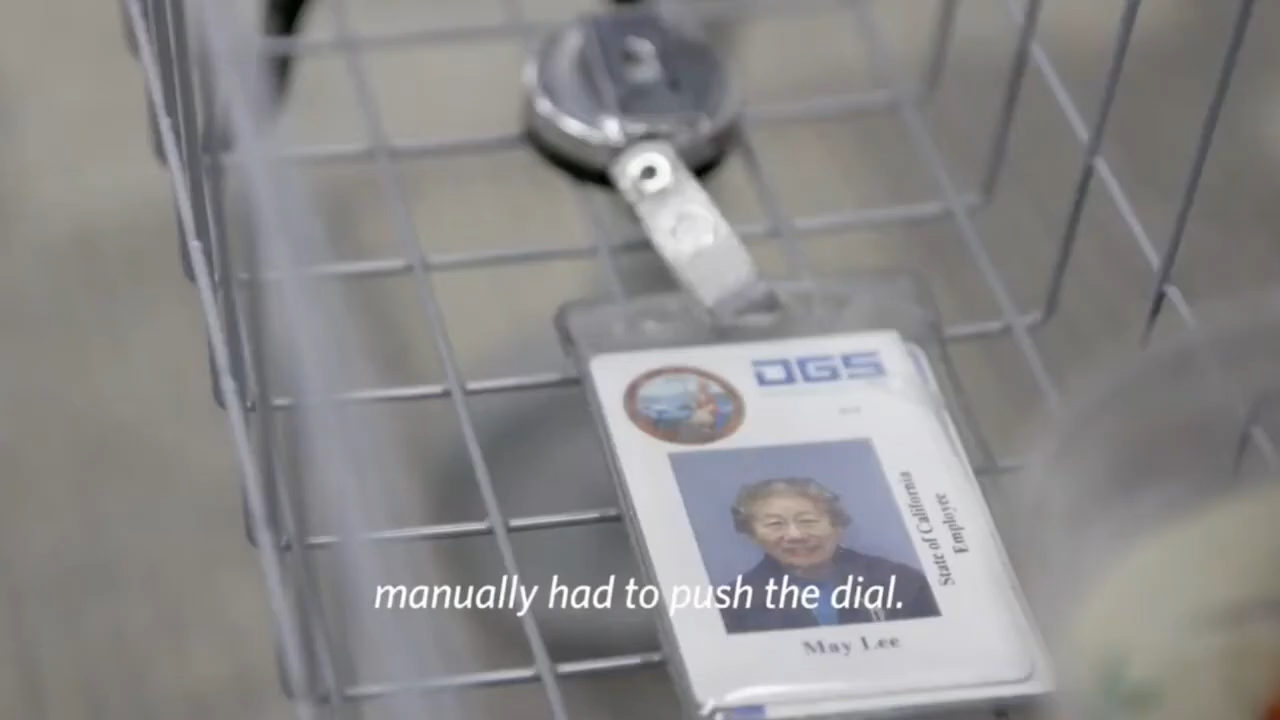 DGS
State of California
Employee
May Lee
manually had to push the dial.